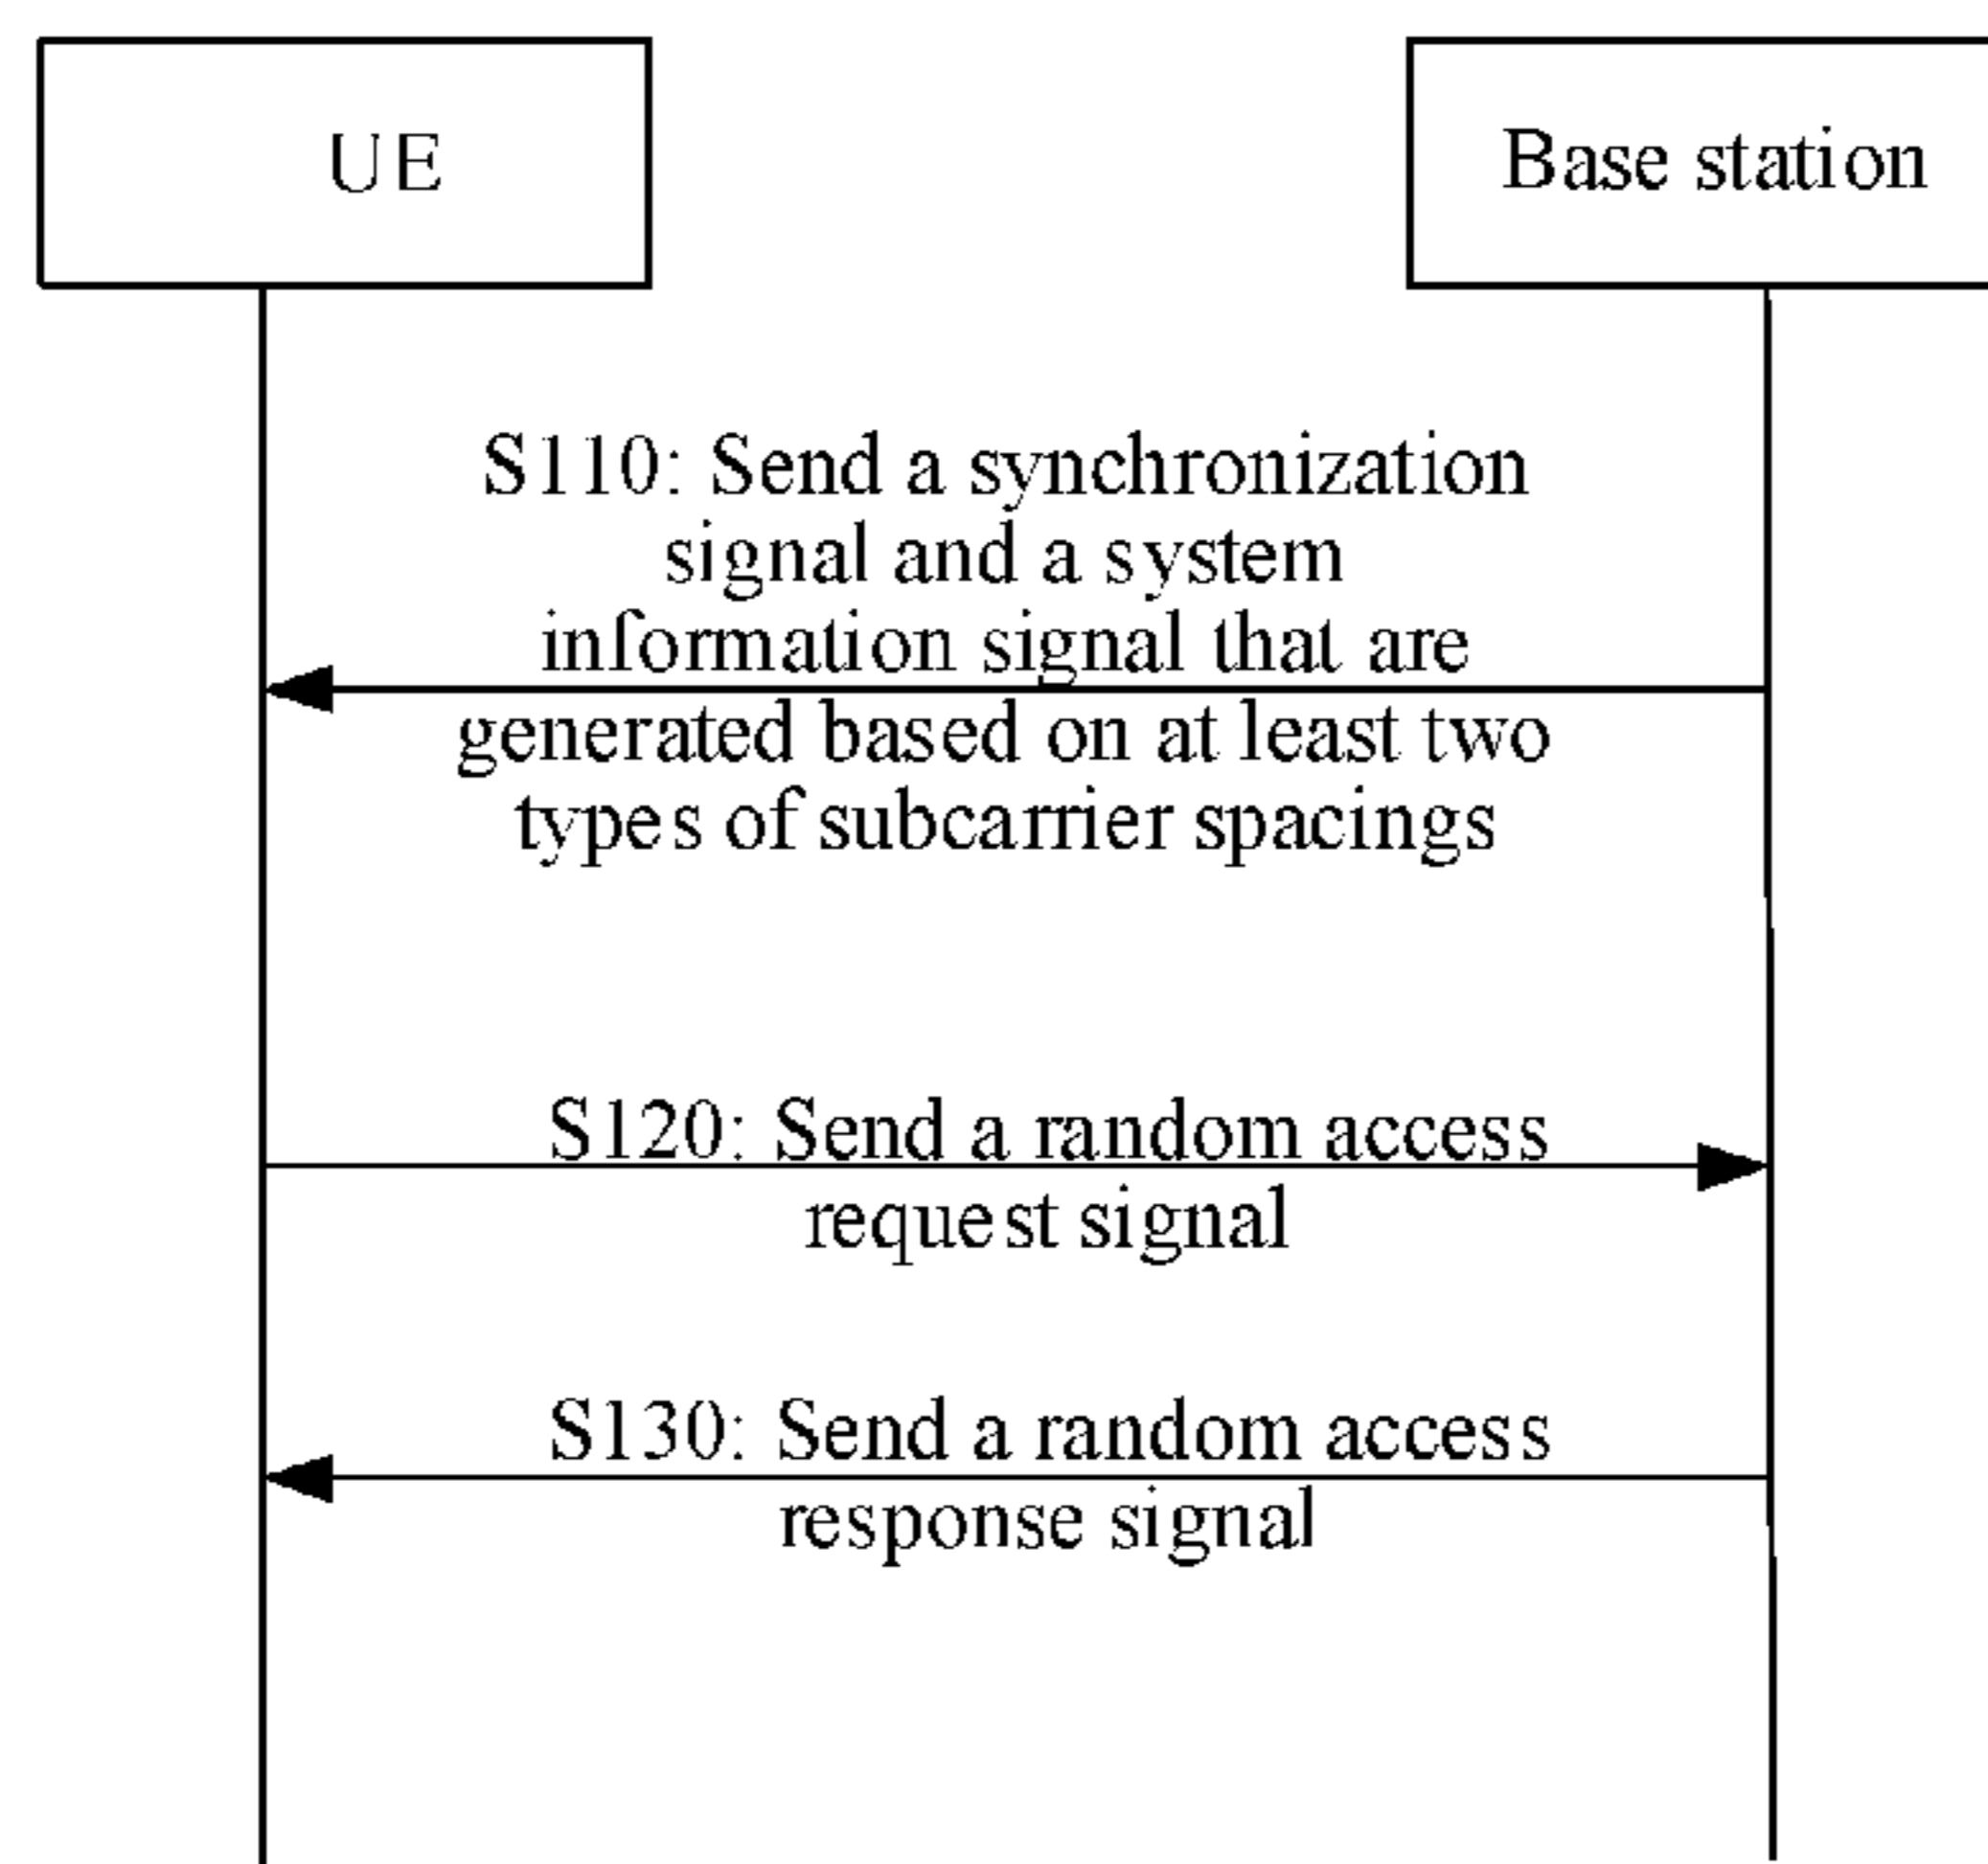 UE
Base station
S110: Send a synchronization
signal and a system
information signal that are
generated based on at least two
types of subcarrier spacings
S120: Send a random access
request signal
S130: Send a random access
response signal